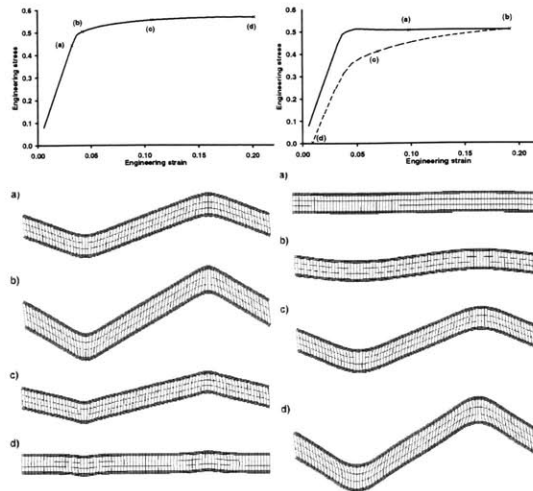 Engineering stress
0.6
0.5
0.4
0.3
0.2
0.1
0.0
(a)
(b)
(c)
(d)
0.00
0.05
0.10
0.15
0.20
Engineering strain
Engineering stress
0.6
0.5
0.4
0.3
0.2
0.1
0.0
(a)
(b)
(c)
(d)
0.00
0.05
0.10
0.15
0.20
Engineering strain
a)
b)
c)
d)
a)
b)
c)
d)